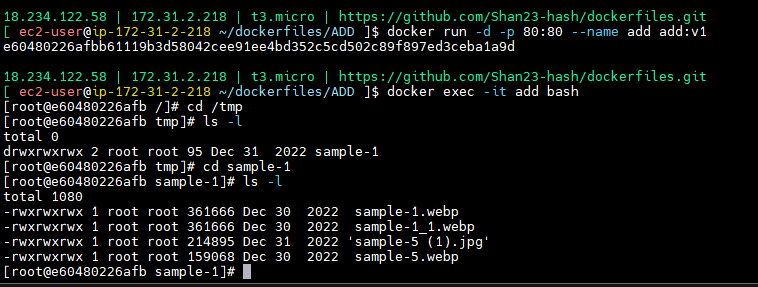 18.234.122.58 | 172.31.2.218 | t3.micro | https://github.com/Shan23-hash/dockerfiles.git
[ ec2-user@ip-172-31-2-218 ~/dockerfiles/ADD ]$ docker run -d -p 80:80 --name add add:v1
e60480226afbb61119b3d58042cee91ee4bd352c5cd502c89f897ed3ceba1a9d
18.234.122.58 | 172.31.2.218 | t3.micro | https://github.com/Shan23-hash/dockerfiles.git
[ ec2-user@ip-172-31-2-218 ~/dockerfiles/ADD ]$ docker exec -it add bash
[root@e60480226afb /]# cd /tmp
[root@e60480226afb tmp]# ls -l
total 0
drwxrwxrwx 2 root root 95 Dec 31  2022 sample-1
[root@e60480226afb tmp]# cd sample-1
[root@e60480226afb sample-1]# ls -l
total 1080
-rwxrwxrwx 1 root root 361666 Dec 30  2022  sample-1.webp
-rwxrwxrwx 1 root root 361666 Dec 30  2022  sample-1_1.webp
-rwxrwxrwx 1 root root 214895 Dec 31  2022 'sample-5 (1).jpg'
-rwxrwxrwx 1 root root 159068 Dec 30  2022  sample-5.webp
[root@e60480226afb sample-1]#